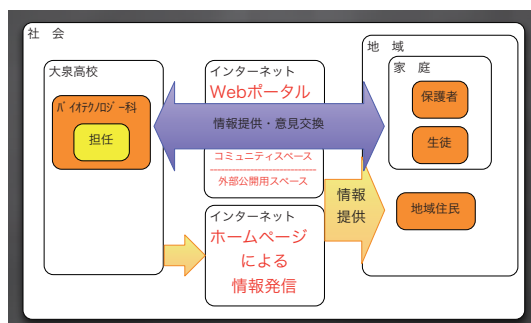 社 会
大泉高校
バイオテクノロジー科
担任
インターネット
Webポータル
情報提供・意見交換
コミュニティスペース
外部公開用スペース
インターネット
ホームページ
による
情報発信
情報
提供
地 域
家 庭
保護者
生徒
地域住民